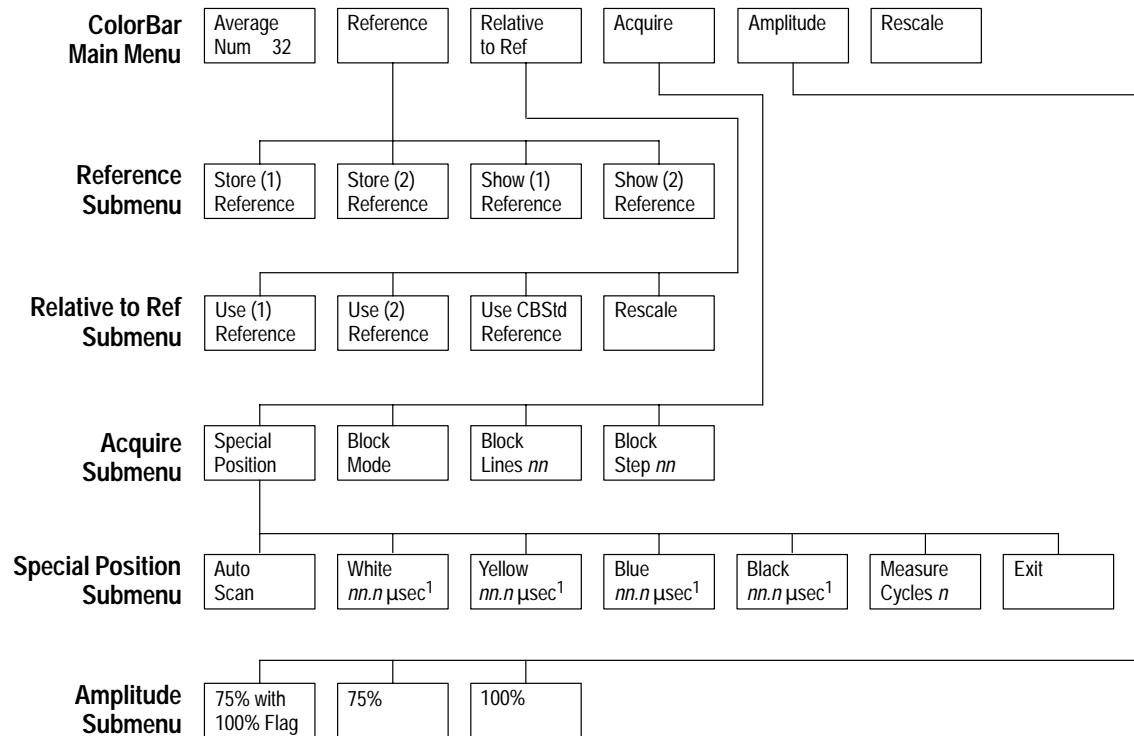 ColorBar
Main Menu
Average
Num 32
Reference
Relative
to Ref
Acquire
Amplitude
Rescale
Reference
Submenu
Store (1)
Reference
Store (2)
Reference
Show (1)
Reference
Show (2)
Reference
Relative to Ref
Submenu
Use (1)
Reference
Use (2)
Reference
Use CBStd
Reference
Rescale
Acquire
Submenu
Special
Position
Block
Mode
Block
Lines nn
Block
Step nn
Special Position
Submenu
Auto
Scan
White
nn.n µsec1
Yellow
nn.n µsec1
Blue
nn.n µsec1
Black
nn.n µsec1
Measure
Cycles n
Exit
Amplitude
Submenu
75% with
100% Flag
75%
100%